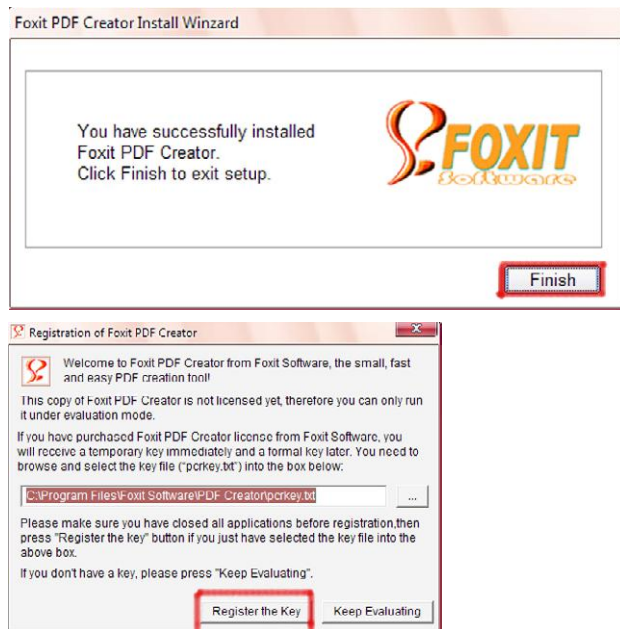 Foxit PDF Creator Install Winzard
You have successfully installed
Foxit PDF Creator.
Click Finish to exit setup.
FOXIT
Software
Finish
Registration of Foxit PDF Creator
Welcome to Foxit PDF Creator from Foxit Software, the small, fast
and easy PDF creation tool!
This copy of Foxit PDF Creator is not licensed yet, therefore you can only run
it under evaluation mode.
If you have purchased Foxit PDF Creator license from Foxit Software, you
will receive a temporary key immediately and a formal key later. You need to
browse and select the key file ("pcrkey.txt") into the box below:
C:\Program Files\Foxit Software\PDF Creator\pcrkey.txt
...
Please make sure you have closed all applications before registration,then
press "Register the key" button if you just have selected the key file into the
above box.
If you don't have a key, please press "Keep Evaluating".
Register the Key
Keep Evaluating